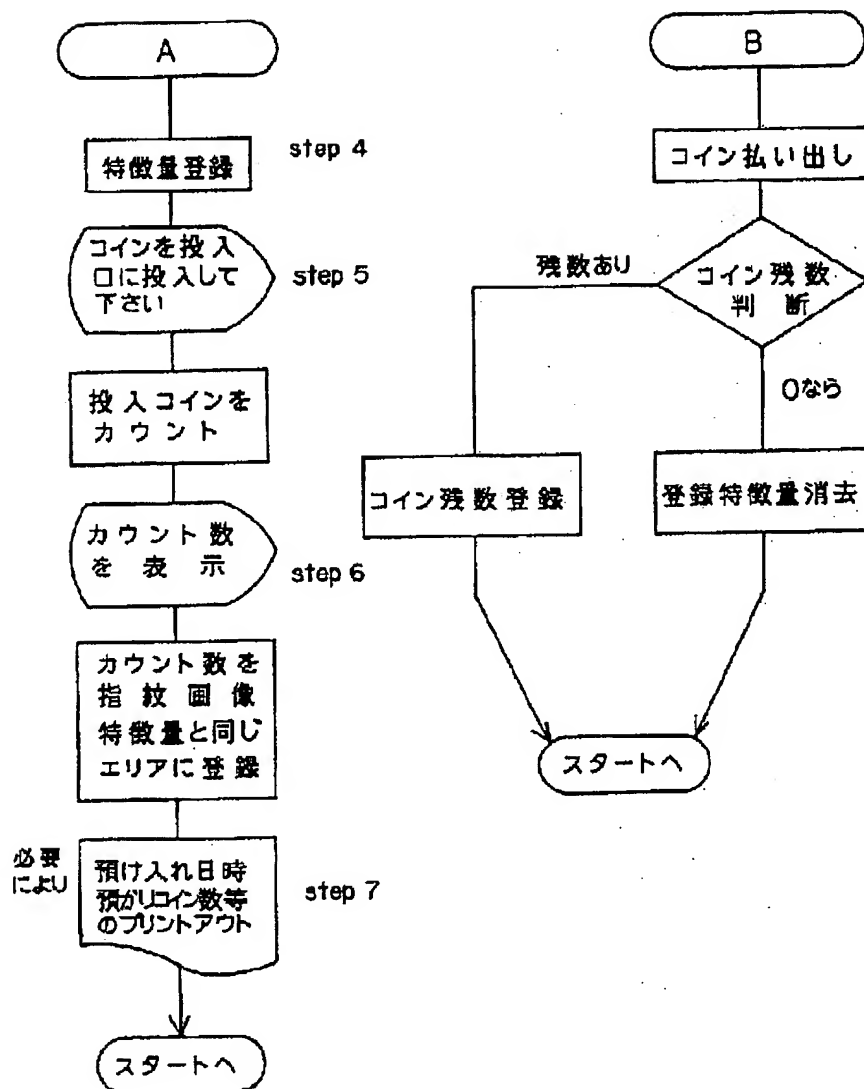 A
特徴量登録
step 4
コインを投入
口に投入して
下さい
step 5
投入コインを
カウント
カウント数
を表示
step 6
カウント数を
指紋画像
特徴量と同じ
エリアに登録
必要
により
預け入れ日時
預かりコイン数等
のプリントアウト
step 7
スタートへ
B
コイン払い出し
コイン残数
判断
残数あり
0なら
コイン残数登録
登録特徴量消去
スタートへ